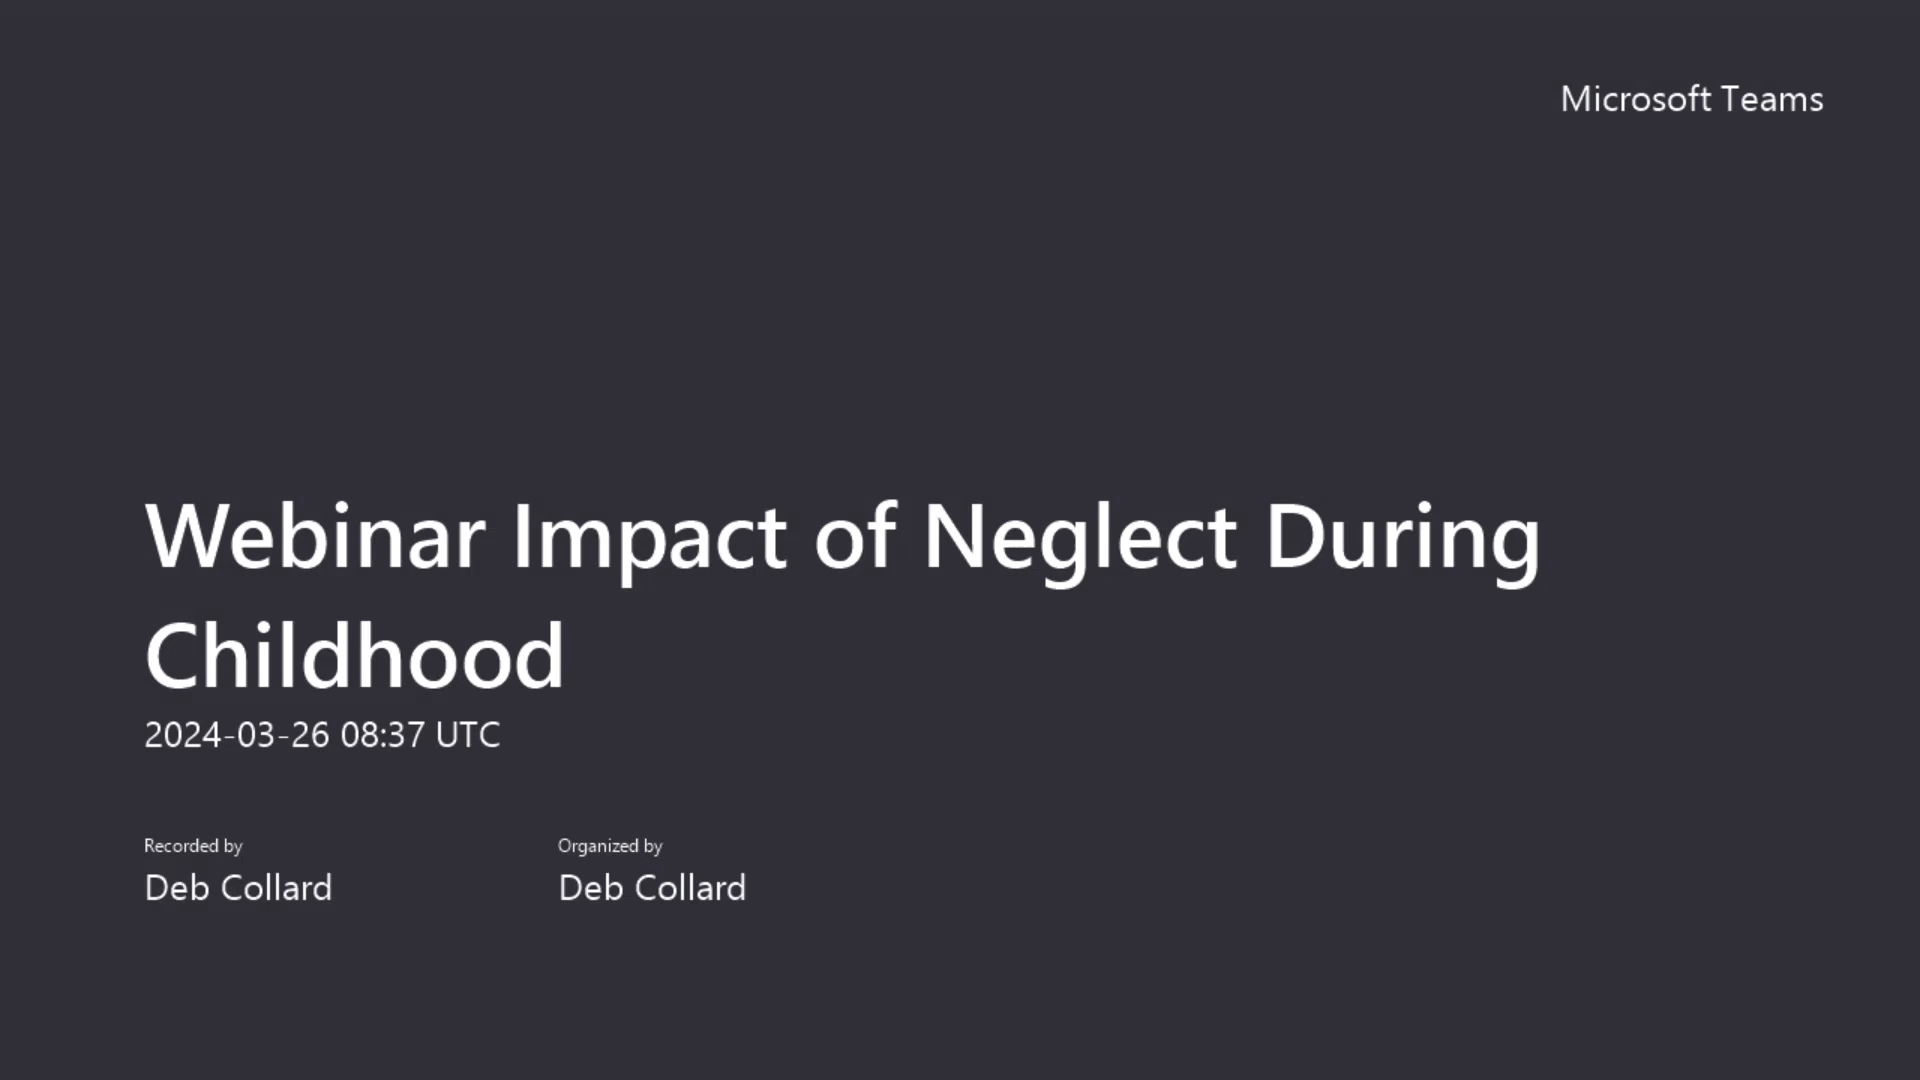 Microsoft Teams
Webinar Impact of Neglect During
Childhood
2024-03-26 08:37 UTC
Recorded by
Deb Collard
Organized by
Deb Collard